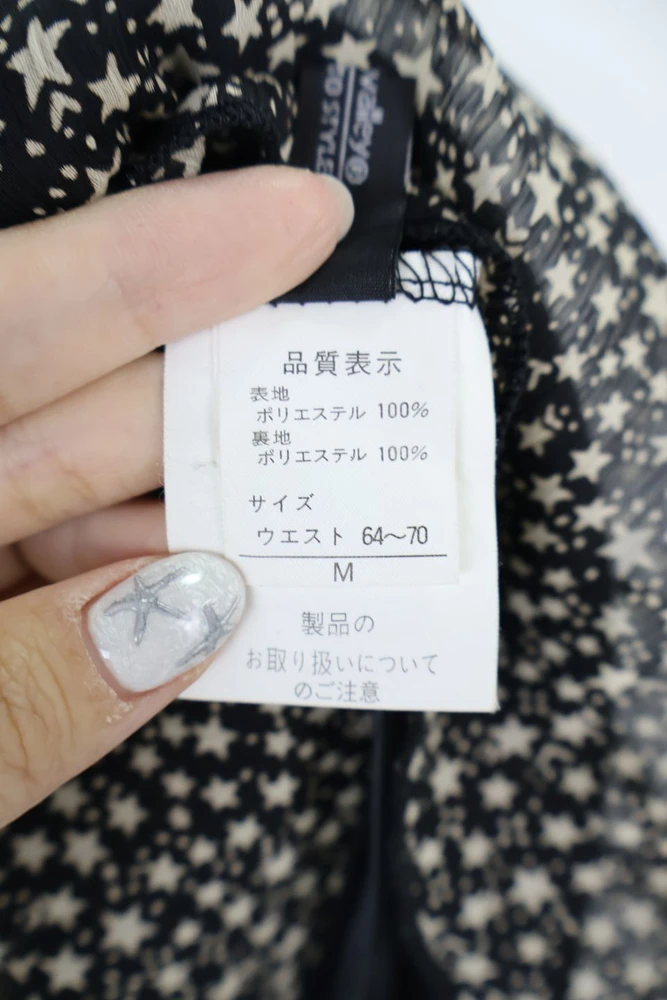 valley©
STYLE
品質表示
表地
ポリエステル 100%
裏地
ポリエステル 100%
サイズ
ウエスト 64～70
M
製品の
お取り扱いについて
のご注意